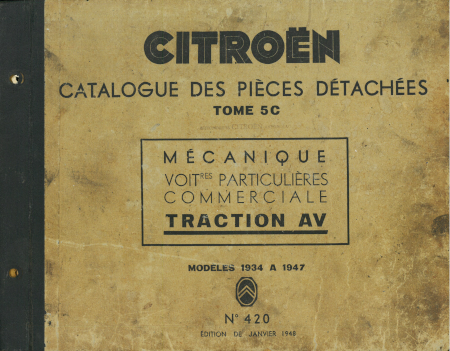 CITROËN
CATALOGUE DES PIÈCES DÉTACHÉES
TOME 5C
MÉCANIQUE
VOITRES PARTICULIÈRES
COMMERCIALE
TRACTION AV
MODELES 1934 A 1947
N° 420
ÉDITION DE JANVIER 1948